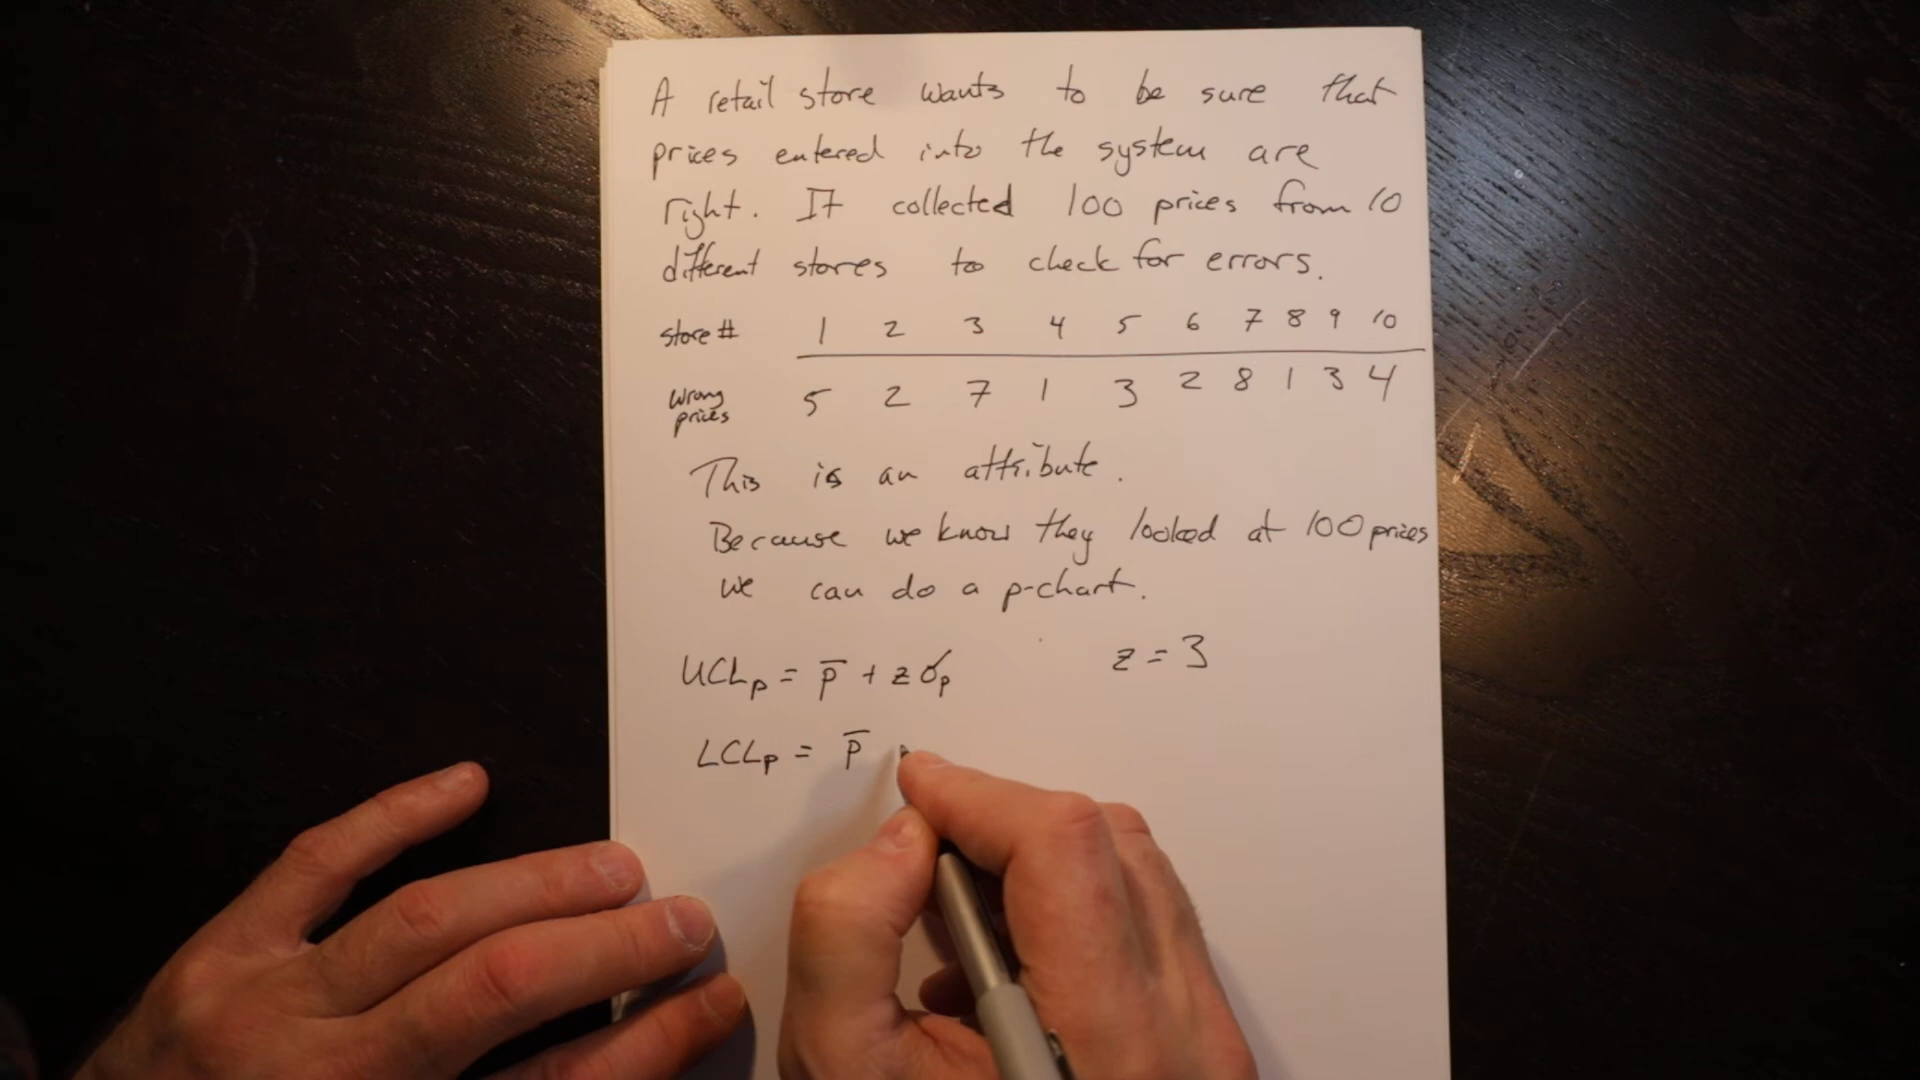 A retail store wants to be sure that
prices entered into the system are
right. It collected 100 prices from 10
different stores to check for errors.
store # 1 2 3 4 5 6 7 8 9 10
wrong prices 5 2 7 1 3 2 8 1 3 4
This is an attribute.
Because we know they looked at 100 prices
we can do a p-chart.
UCLp = p̄ + zσp z = 3
LCLp = p̄